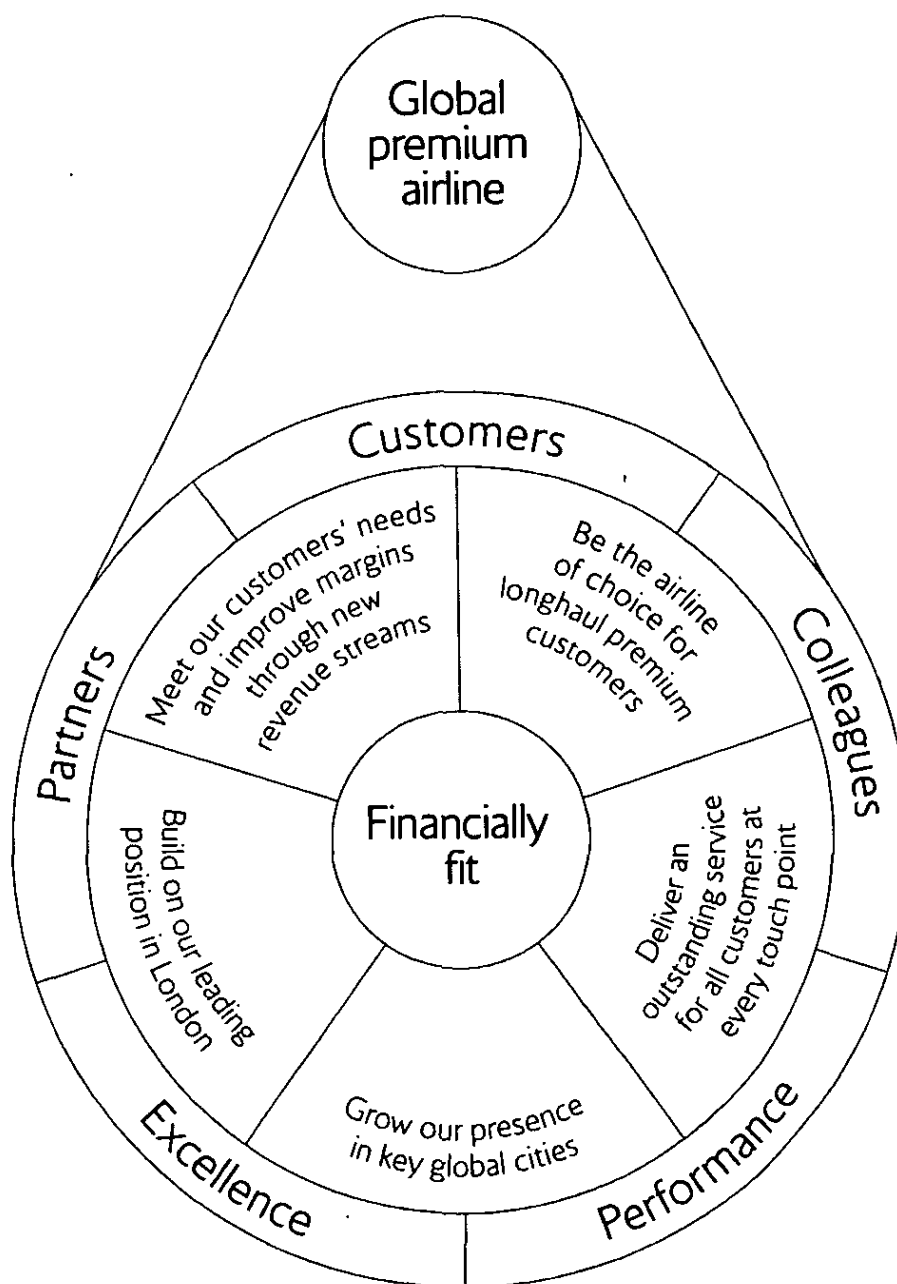 Global
premium
airline
Customers
Colleagues
Performance
Excellence
Partners
Meet our customers' needs
and improve margins
through new
revenue streams
Be the airline
of choice for
longhaul premium
customers
Deliver an
outstanding service
for all customers at
every touch point
Grow our presence
in key global cities
Build on our leading
position in London
Financially
fit